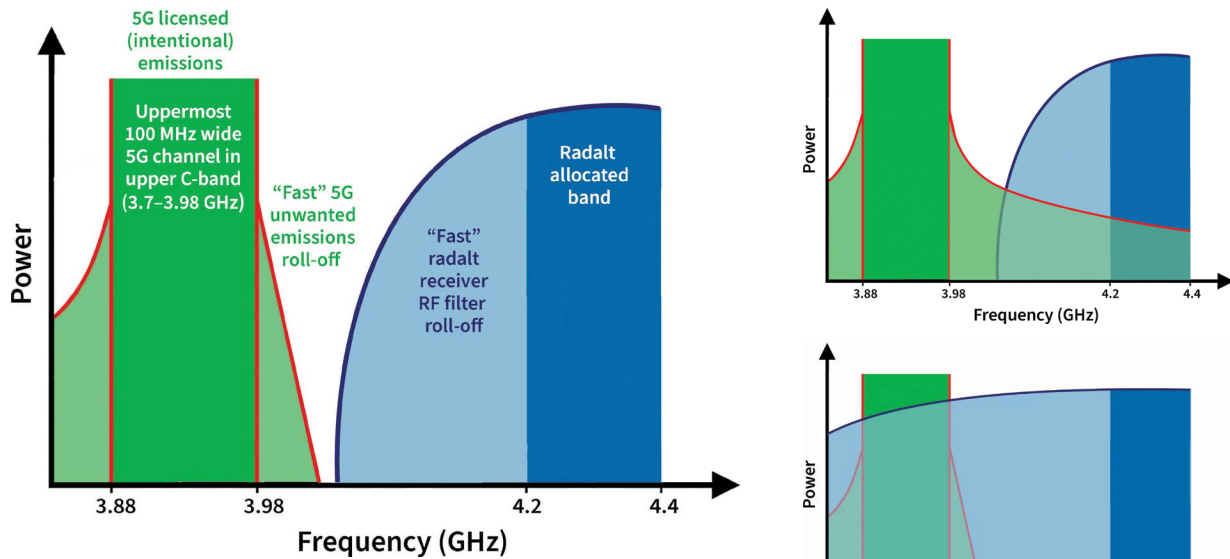 5G licensed
(intentional)
emissions
Uppermost
100 MHz wide
5G channel in
upper C-band
(3.7–3.98 GHz)
“Fast” 5G
unwanted
emissions
roll-off
“Fast”
radalt
receiver
RF filter
roll-off
Radalt
allocated
band
Power
3.88
3.98
4.2
4.4
Frequency (GHz)
Power
3.88
3.98
4.2
4.4
Frequency (GHz)
Power